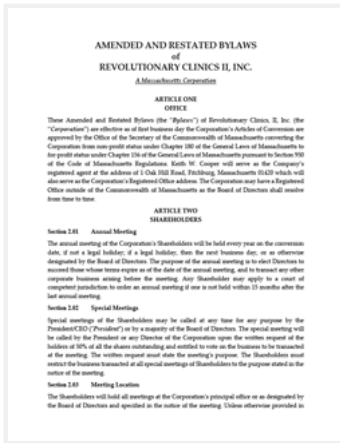 AMENDED AND RESTATED BYLAWS
of
REVOLUTIONARY CLINICS II, INC.
A Massachusetts Corporation
ARTICLE ONE
OFFICE
These Amended and Restated Bylaws (the "Bylaws") of Revolutionary Clinics, II, Inc. (the
"Corporation") are effective as of first business day the Corporation's Articles of Conversion are
approved by the Office of the Secretary of the Commonwealth of Massachusetts converting the
Corporation from non-profit status under Chapter 180 of the General Laws of Massachusetts to
for-profit status under Chapter 156 of the General Laws of Massachusetts pursuant to Section 950
of the Code of Massachusetts Regulations. Keith W. Cooper will serve as the Company's
registered agent at the address of 1 Oak Hill Road, Fitchburg, Massachusetts 01420 which will
also serve as the Corporation's Registered Office address. The Corporation may have a Registered
Office outside of the Commonwealth of Massachusetts as the Board of Directors shall resolve
from time to time.
ARTICLE TWO
SHAREHOLDERS
Section 2.01 Annual Meeting
The annual meeting of the Corporation's Shareholders will be held every year on the conversion
date, if not a legal holiday; if a legal holiday, then the next business day, or as otherwise
designated by the Board of Directors. The purpose of the annual meeting is to elect Directors to
succeed those whose terms expire as of the date of the annual meeting, and to transact any other
corporate business arising before the meeting. Any Shareholder may apply to a court of
competent jurisdiction to order an annual meeting if one is not held within 15 months after the
last annual meeting.
Section 2.02 Special Meetings
Special meetings of the Shareholders may be called at any time for any purpose by the
President/CEO ("President") or by a majority of the Board of Directors. The special meeting will
be called by the President or any Director of the Corporation upon the written request of the
holders of 50% of all the shares outstanding and entitled to vote on the business to be transacted
at the meeting. The written request must state the meeting's purpose. The Shareholders must
restrict the business transacted at all special meetings of Shareholders to the purpose stated in the
notice of the meeting.
Section 2.03 Meeting Location
The Shareholders will hold all meetings at the Corporation's principal office or as designated by
the Board of Directors and specified in the notice of the meeting. Unless otherwise provided in